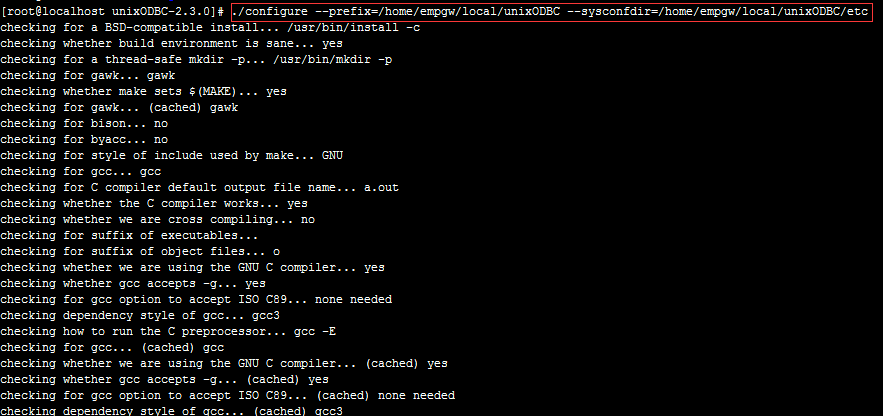 [root@localhost unixODBC-2.3.0]# ./configure --prefix=/home/empgw/local/unixODBC --sysconfdir=/home/empgw/local/unixODBC/etc
checking for a BSD-compatible install... /usr/bin/install -c
checking whether build environment is sane... yes
checking for a thread-safe mkdir -p... /usr/bin/mkdir -p
checking for gawk... gawk
checking whether make sets $(MAKE)... yes
checking for gawk... (cached) gawk
checking for bison... no
checking for byacc... no
checking for style of include used by make... GNU
checking for gcc... gcc
checking for C compiler default output file name... a.out
checking whether the C compiler works... yes
checking whether we are cross compiling... no
checking for suffix of executables...
checking for suffix of object files... o
checking whether we are using the GNU C compiler... yes
checking whether gcc accepts -g... yes
checking for gcc option to accept ISO C89... none needed
checking dependency style of gcc... gcc3
checking how to run the C preprocessor... gcc -E
checking for gcc... (cached) gcc
checking whether we are using the GNU C compiler... (cached) yes
checking whether gcc accepts -g... (cached) yes
checking for gcc option to accept ISO C89... (cached) none needed
checking dependency style of gcc... (cached) gcc3